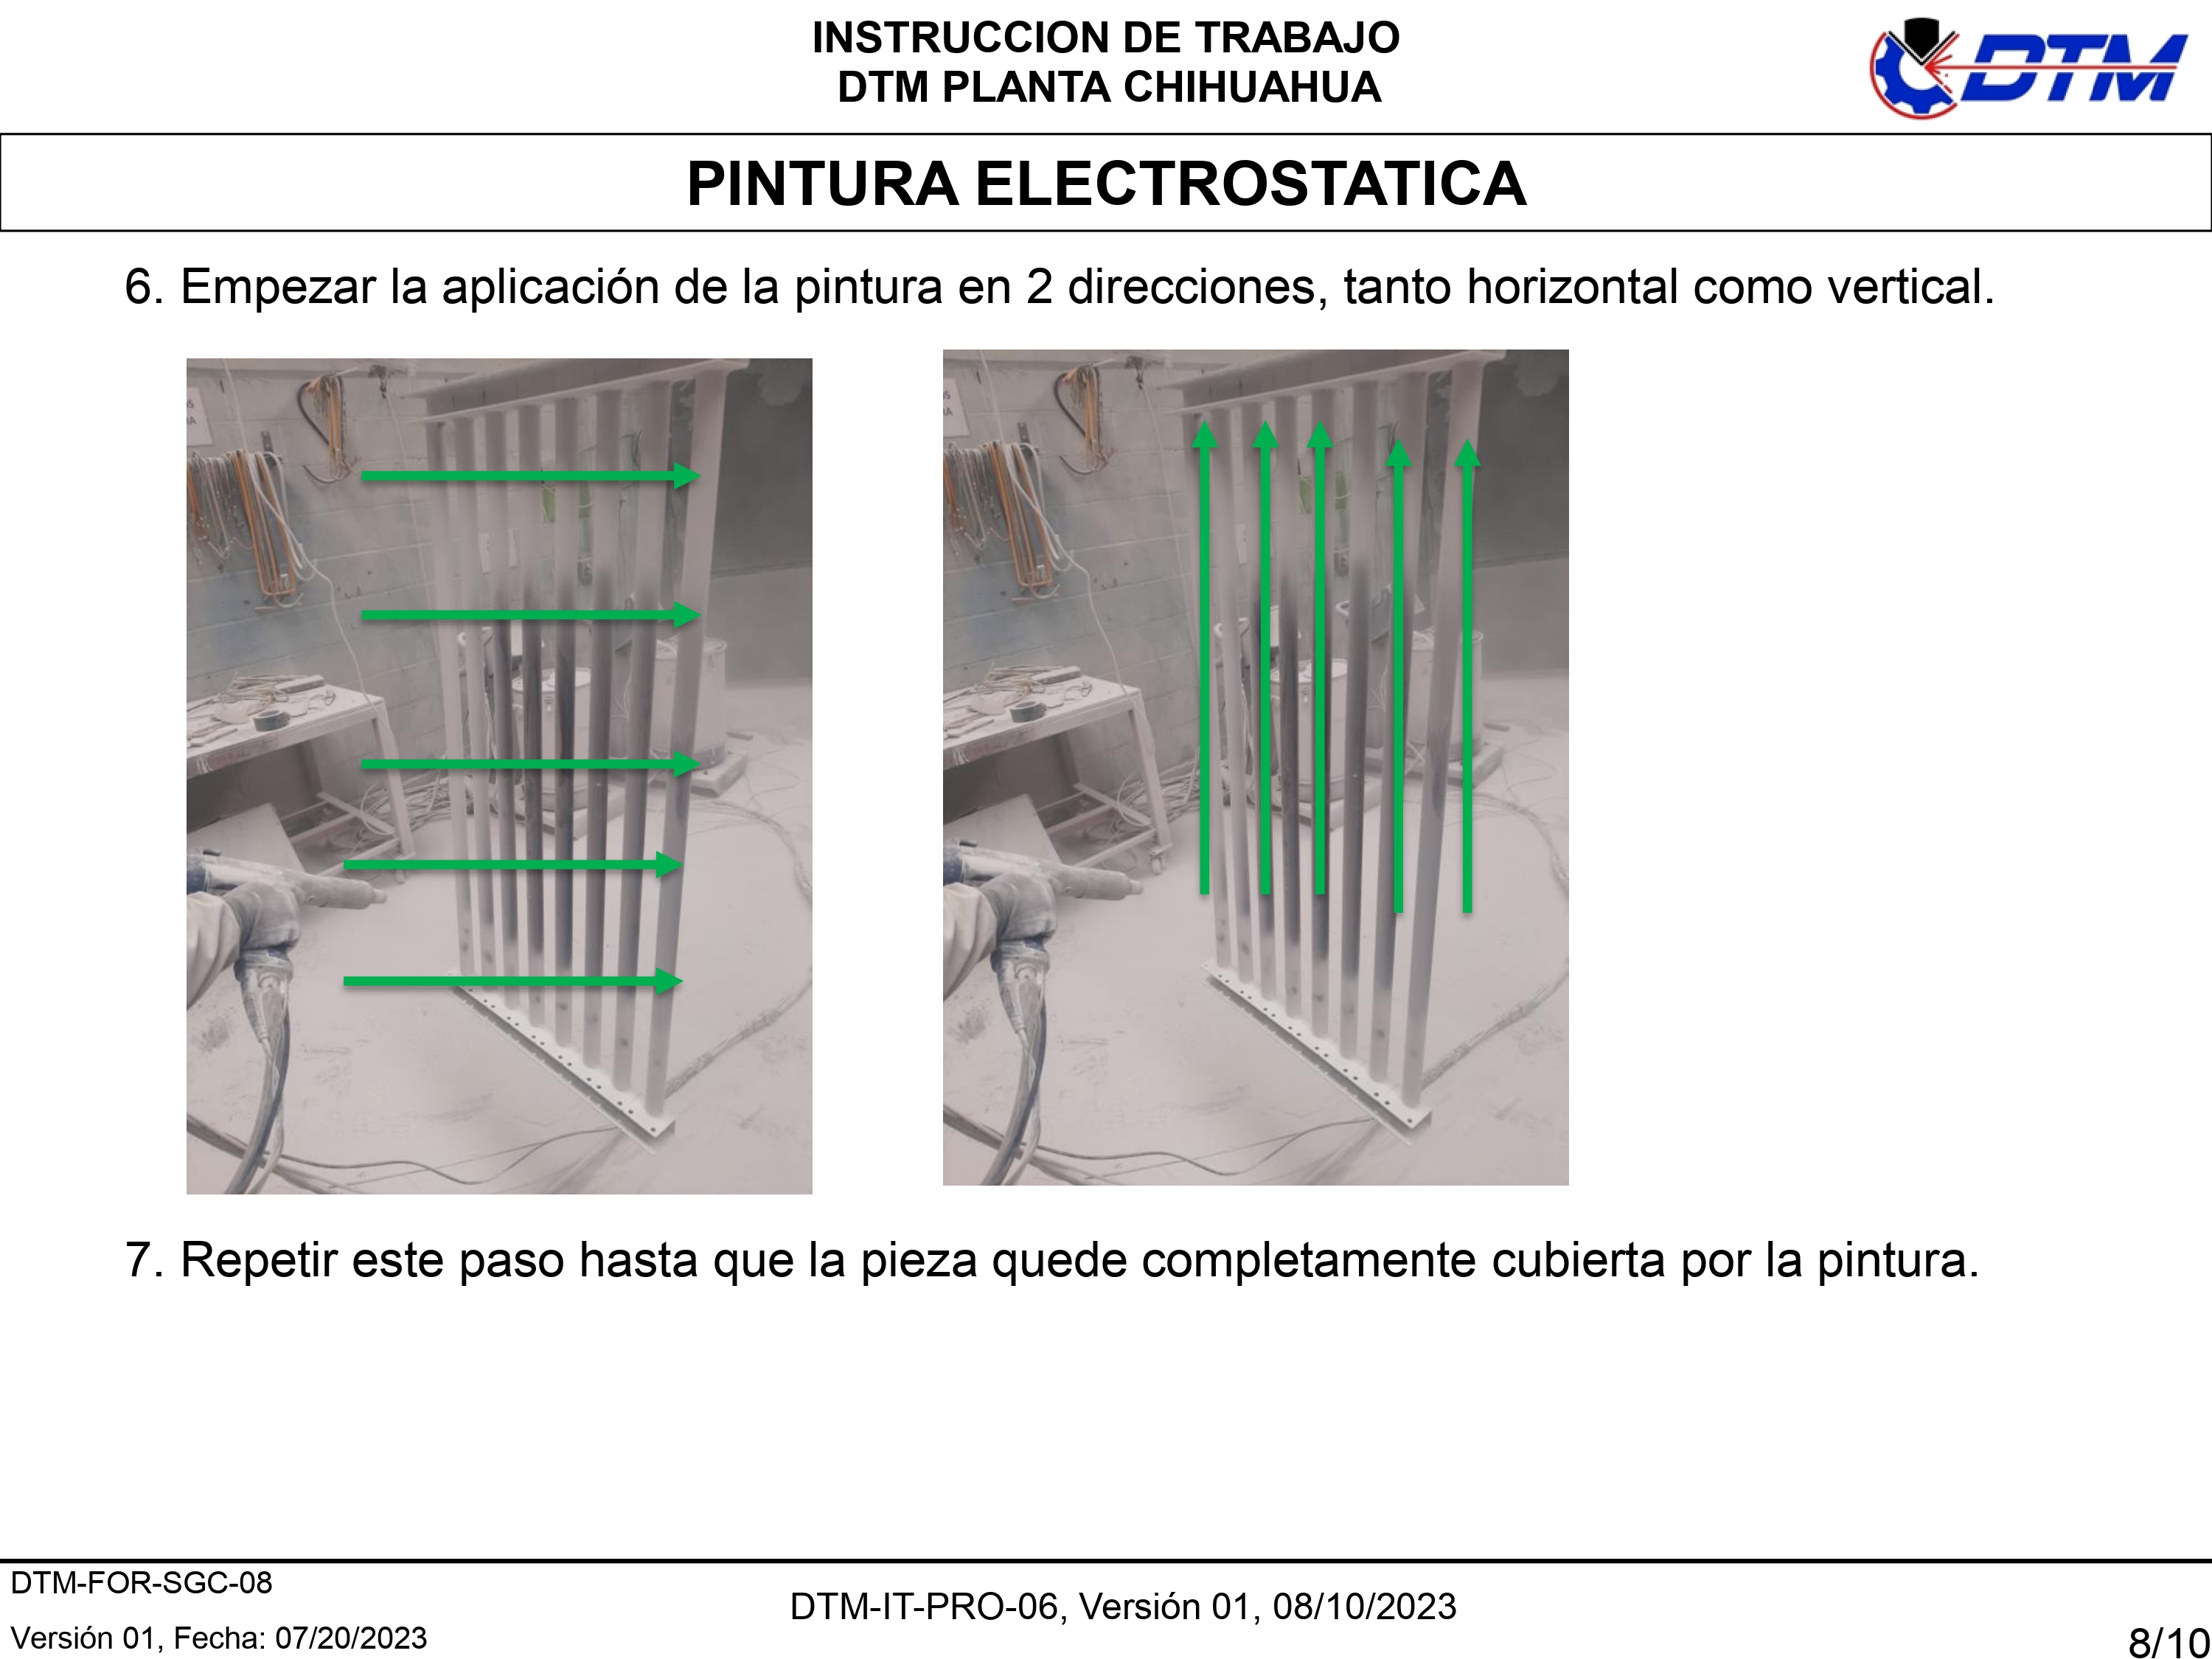 INSTRUCCION DE TRABAJO
DTM PLANTA CHIHUAHUA
DTM
PINTURA ELECTROSTATICA
6. Empezar la aplicación de la pintura en 2 direcciones, tanto horizontal como vertical.
7. Repetir este paso hasta que la pieza quede completamente cubierta por la pintura.
DTM-FOR-SGC-08
DTM-IT-PRO-06, Versión 01, 08/10/2023
Versión 01, Fecha: 07/20/2023
8/10